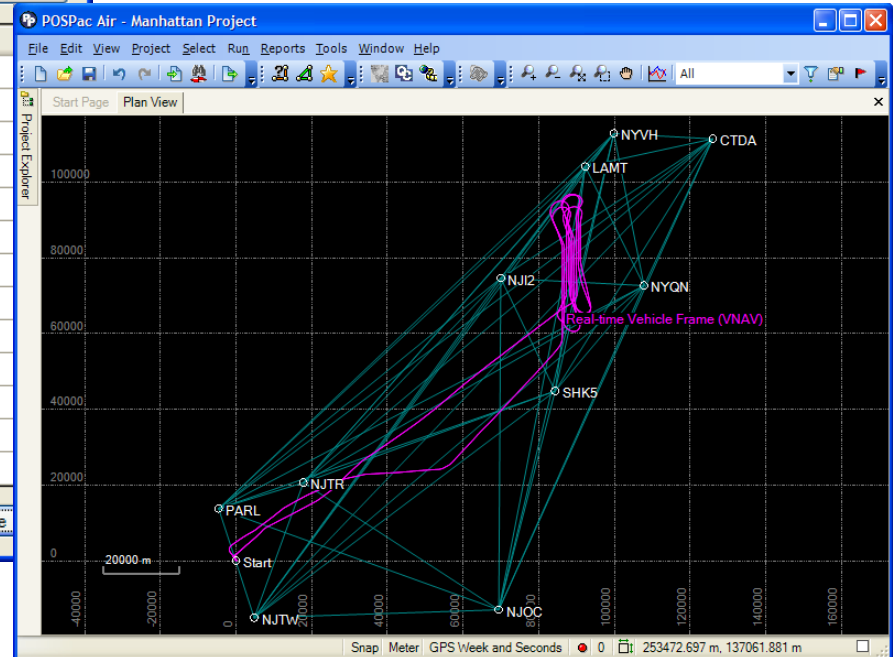 POSPac Air - Manhattan Project
File Edit View Project Select Run Reports Tools Window Help
All
Start Page Plan View
Project Explorer
NYVH
CTDA
LAMT
100000
80000
NJI2
NYQN
Real-time Vehicle Frame (VNAV)
60000
SHK5
40000
20000
NJTR
PARL
0
20000 m
Start
NJTW
NJOC
-40000 -20000 0 20000 40000 60000 80000 100000 120000 140000 160000
Snap Meter GPS Week and Seconds 0 253472.697 m, 137061.881 m